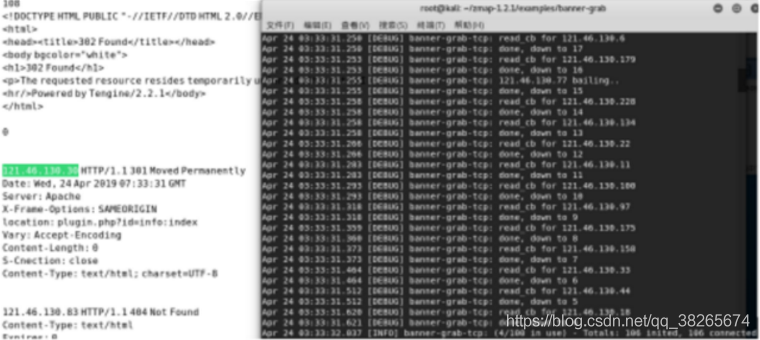 108
<!DOCTYPE HTML PUBLIC "-//IETF//DTD HTML 2.0//E
<html>
<head><title>302 Found</title></head>
<body bgcolor="white">
<h1>302 Found</h1>
<p>The requested resource resides temporarily u
<hr/>Powered by Tengine/2.2.1</body>
</html>
0
121.46.130.30 HTTP/1.1 301 Moved Permanently
Date: Wed, 24 Apr 2019 07:33:31 GMT
Server: Apache
X-Frame-Options: SAMEORIGIN
location: plugin.php?id=info:index
Vary: Accept-Encoding
Content-Length: 0
S-Cnection: close
Content-Type: text/html; charset=UTF-8
121.46.130.83 HTTP/1.1 404 Not Found
Content-Type: text/html
Expires: 0
root@kali: ~/zmap-1.2.1/examples/banner-grab
文件(F) 编辑(E) 查看(V) 搜索(S) 终端(T) 帮助(H)
Apr 24 03:33:31.250 [DEBUG] banner-grab-tcp: read_cb for 121.46.130.6
Apr 24 03:33:31.250 [DEBUG] banner-grab-tcp: done, down to 17
Apr 24 03:33:31.253 [DEBUG] banner-grab-tcp: read_cb for 121.46.130.179
Apr 24 03:33:31.253 [DEBUG] banner-grab-tcp: done, down to 16
Apr 24 03:33:31.255 [DEBUG] banner-grab-tcp: 121.46.130.77 bailing..
Apr 24 03:33:31.255 [DEBUG] banner-grab-tcp: done, down to 15
Apr 24 03:33:31.258 [DEBUG] banner-grab-tcp: read_cb for 121.46.130.228
Apr 24 03:33:31.258 [DEBUG] banner-grab-tcp: done, down to 14
Apr 24 03:33:31.258 [DEBUG] banner-grab-tcp: read_cb for 121.46.130.134
Apr 24 03:33:31.258 [DEBUG] banner-grab-tcp: done, down to 13
Apr 24 03:33:31.266 [DEBUG] banner-grab-tcp: read_cb for 121.46.130.22
Apr 24 03:33:31.266 [DEBUG] banner-grab-tcp: done, down to 12
Apr 24 03:33:31.283 [DEBUG] banner-grab-tcp: read_cb for 121.46.130.11
Apr 24 03:33:31.283 [DEBUG] banner-grab-tcp: done, down to 11
Apr 24 03:33:31.293 [DEBUG] banner-grab-tcp: read_cb for 121.46.130.180
Apr 24 03:33:31.293 [DEBUG] banner-grab-tcp: done, down to 10
Apr 24 03:33:31.318 [DEBUG] banner-grab-tcp: read_cb for 121.46.130.97
Apr 24 03:33:31.318 [DEBUG] banner-grab-tcp: done, down to 9
Apr 24 03:33:31.359 [DEBUG] banner-grab-tcp: read_cb for 121.46.130.175
Apr 24 03:33:31.360 [DEBUG] banner-grab-tcp: done, down to 8
Apr 24 03:33:31.373 [DEBUG] banner-grab-tcp: read_cb for 121.46.130.158
Apr 24 03:33:31.373 [DEBUG] banner-grab-tcp: done, down to 7
Apr 24 03:33:31.464 [DEBUG] banner-grab-tcp: read_cb for 121.46.130.33
Apr 24 03:33:31.464 [DEBUG] banner-grab-tcp: done, down to 6
Apr 24 03:33:31.512 [DEBUG] banner-grab-tcp: read_cb for 121.46.130.44
Apr 24 03:33:31.512 [DEBUG] banner-grab-tcp: done, down to 5
Apr 24 03:33:31.620 [DEBUG] banner-grab-tcp: read_cb for 121.46.130.18
Apr 24 03:33:31.621 [DEBUG] banner-grab-tcp: done, down to
Apr 24 03:33:32.037 [INFO] banner-grab-tcp: (4/100 in use) - Totals: 106 inited, 106 connected
https://blog.csdn.net/qq_38265674